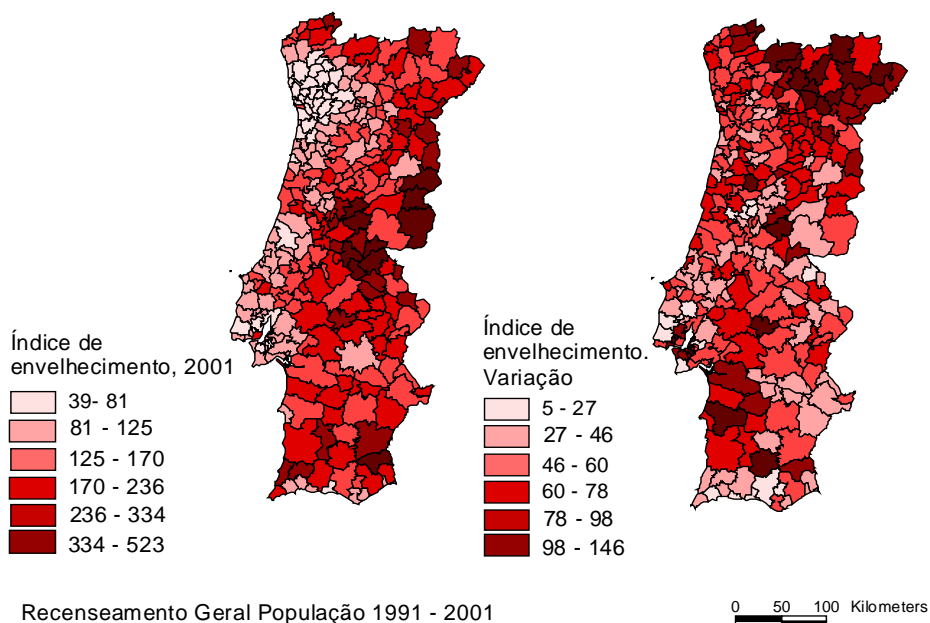 Índice de
envelhecimento, 2001
39- 81
81 - 125
125 - 170
170 - 236
236 - 334
334 - 523
Índice de
envelhecimento.
Variação
5 - 27
27 - 46
46 - 60
60 - 78
78 - 98
98 - 146
Recenseamento Geral População 1991 - 2001
0 50 100 Kilometers